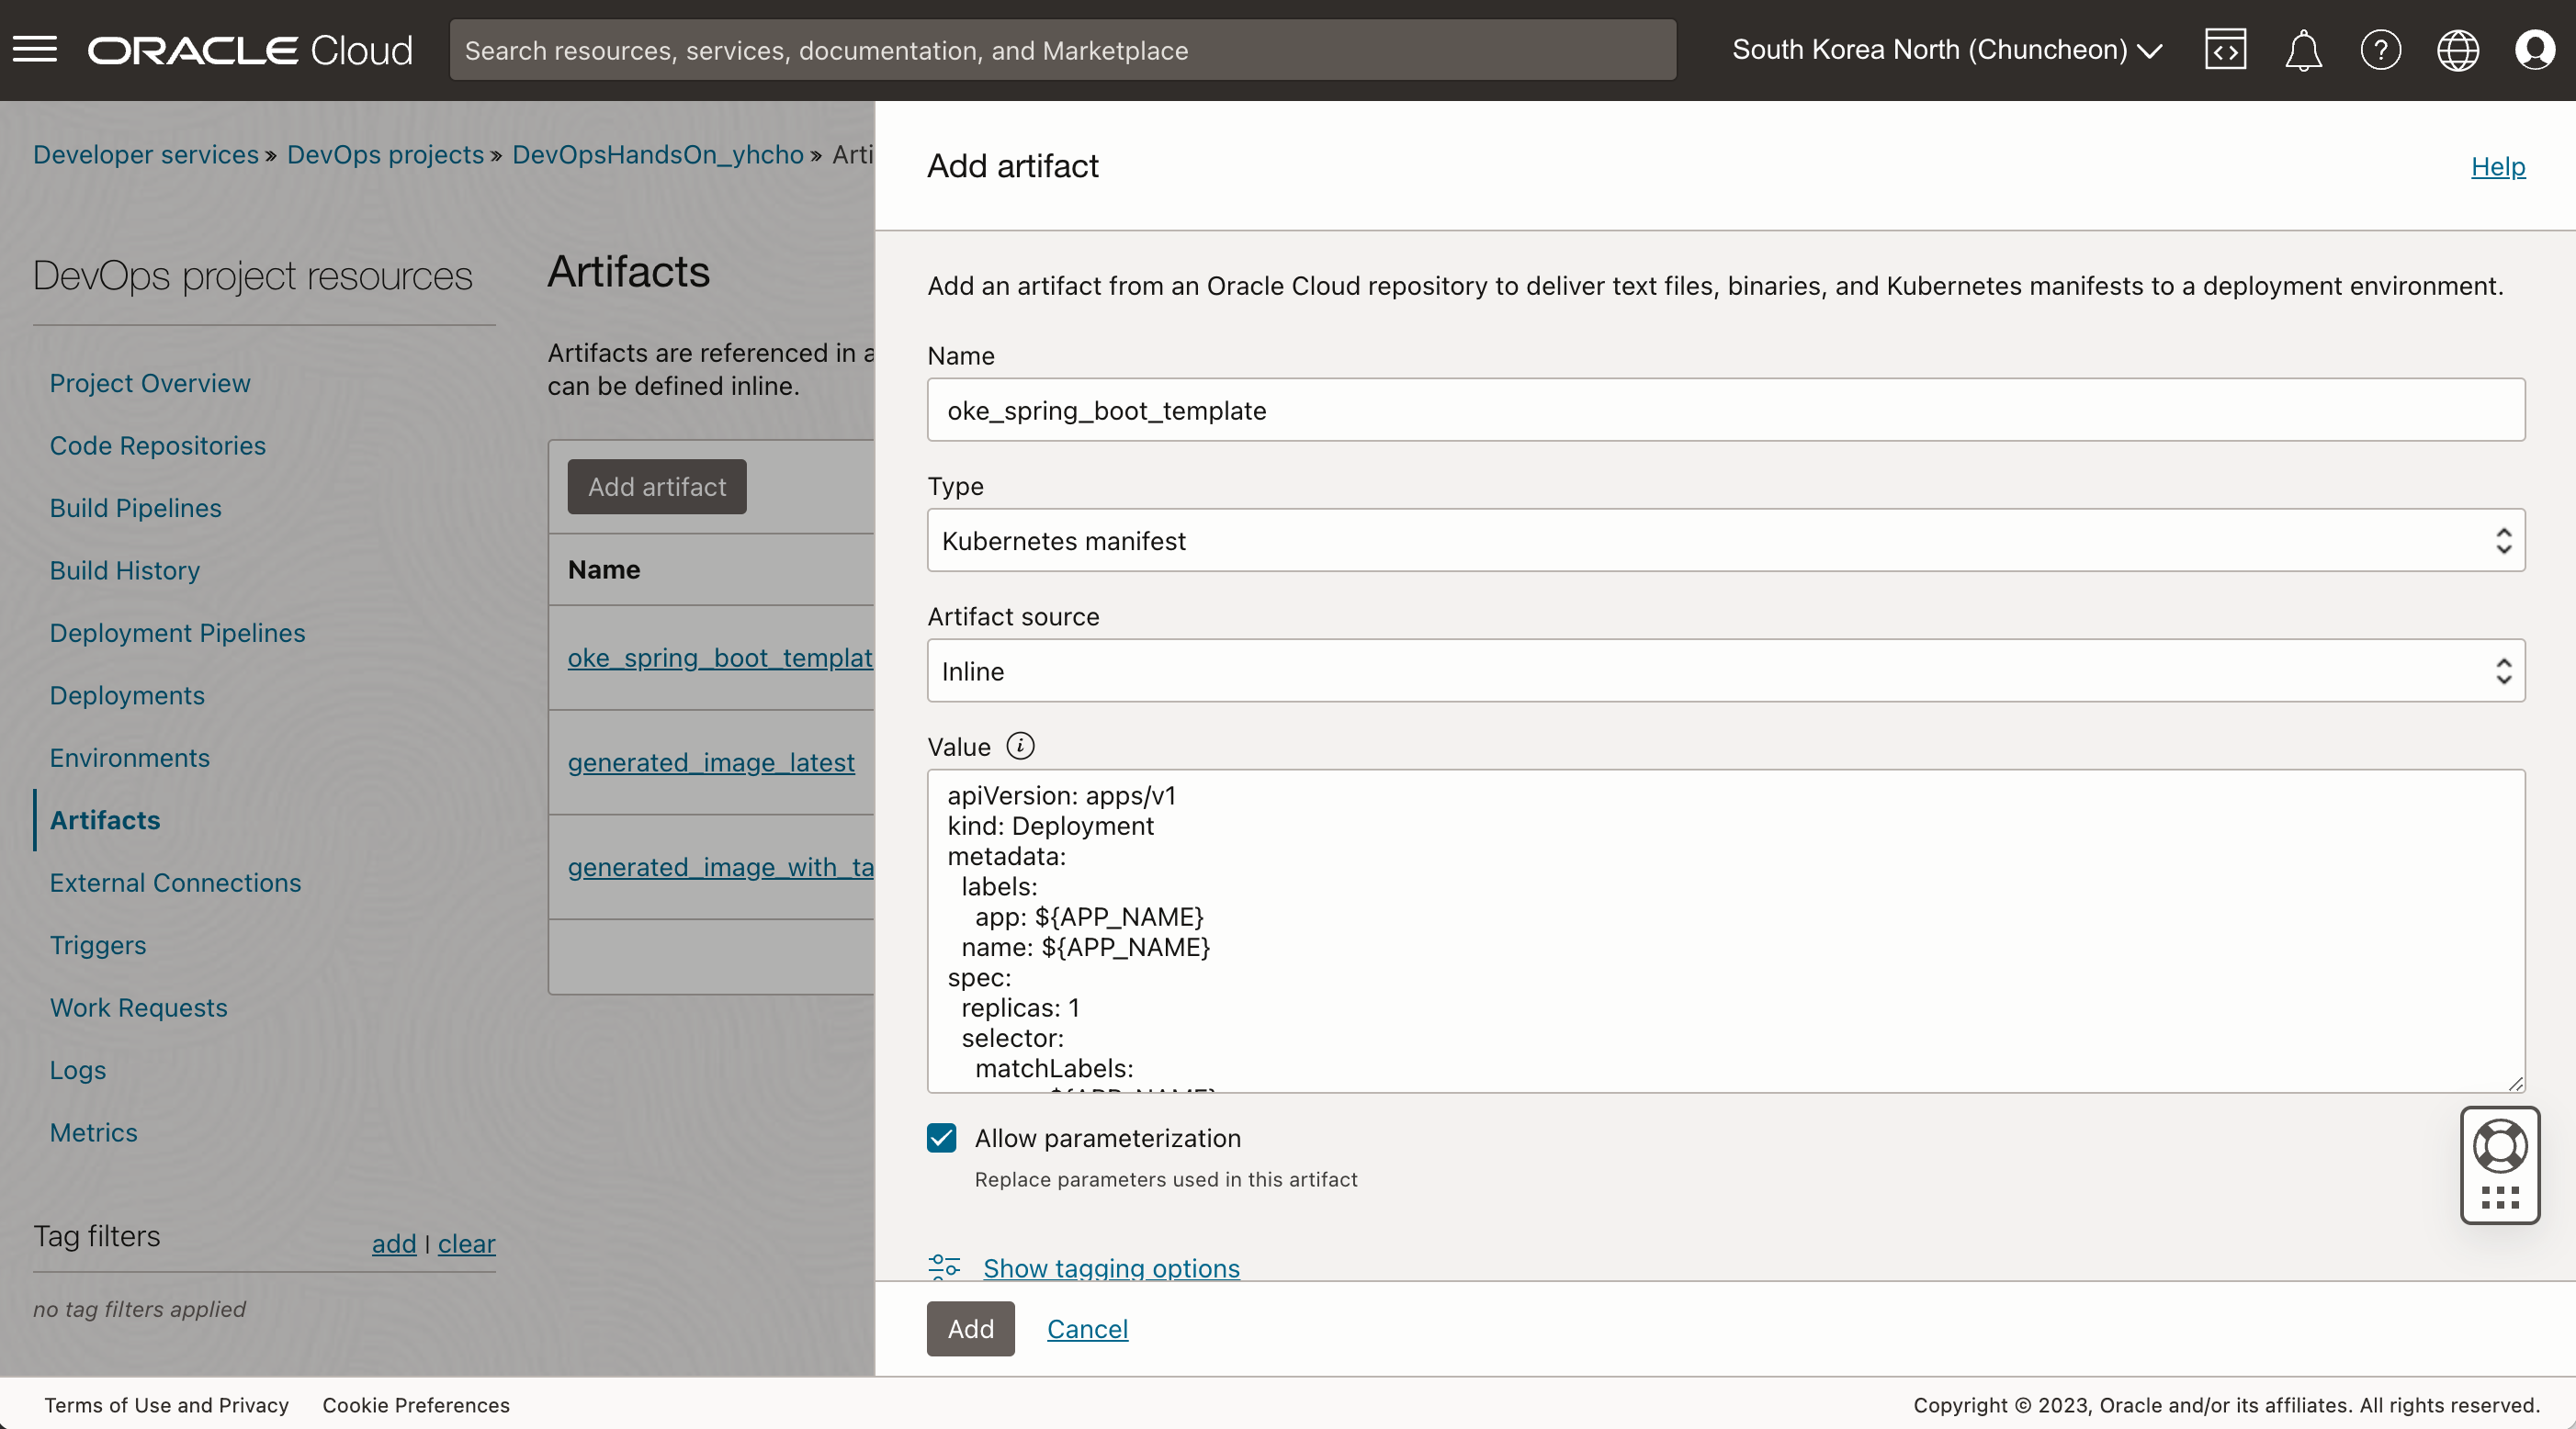 ORACLE Cloud
Search resources, services, documentation, and Marketplace
South Korea North (Chuncheon)
Developer services » DevOps projects » DevOpsHandsOn_yhcho » Arti
DevOps project resources
Project Overview
Code Repositories
Build Pipelines
Build History
Deployment Pipelines
Deployments
Environments
Artifacts
External Connections
Triggers
Work Requests
Logs
Metrics
Tag filters
add | clear
no tag filters applied
Artifacts
Artifacts are referenced in a
can be defined inline.
Add artifact
Name
oke_spring_boot_templat
generated_image_latest
generated_image_with_ta
Add artifact
Help
Add an artifact from an Oracle Cloud repository to deliver text files, binaries, and Kubernetes manifests to a deployment environment.
Name
oke_spring_boot_template
Type
Kubernetes manifest
Artifact source
Inline
Value
apiVersion: apps/v1
kind: Deployment
metadata:
labels:
app: ${APP_NAME}
name: ${APP_NAME}
spec:
replicas: 1
selector:
matchLabels:
${APP_NAME}
Allow parameterization
Replace parameters used in this artifact
Show tagging options
Add
Cancel
Terms of Use and Privacy
Cookie Preferences
Copyright © 2023, Oracle and/or its affiliates. All rights reserved.